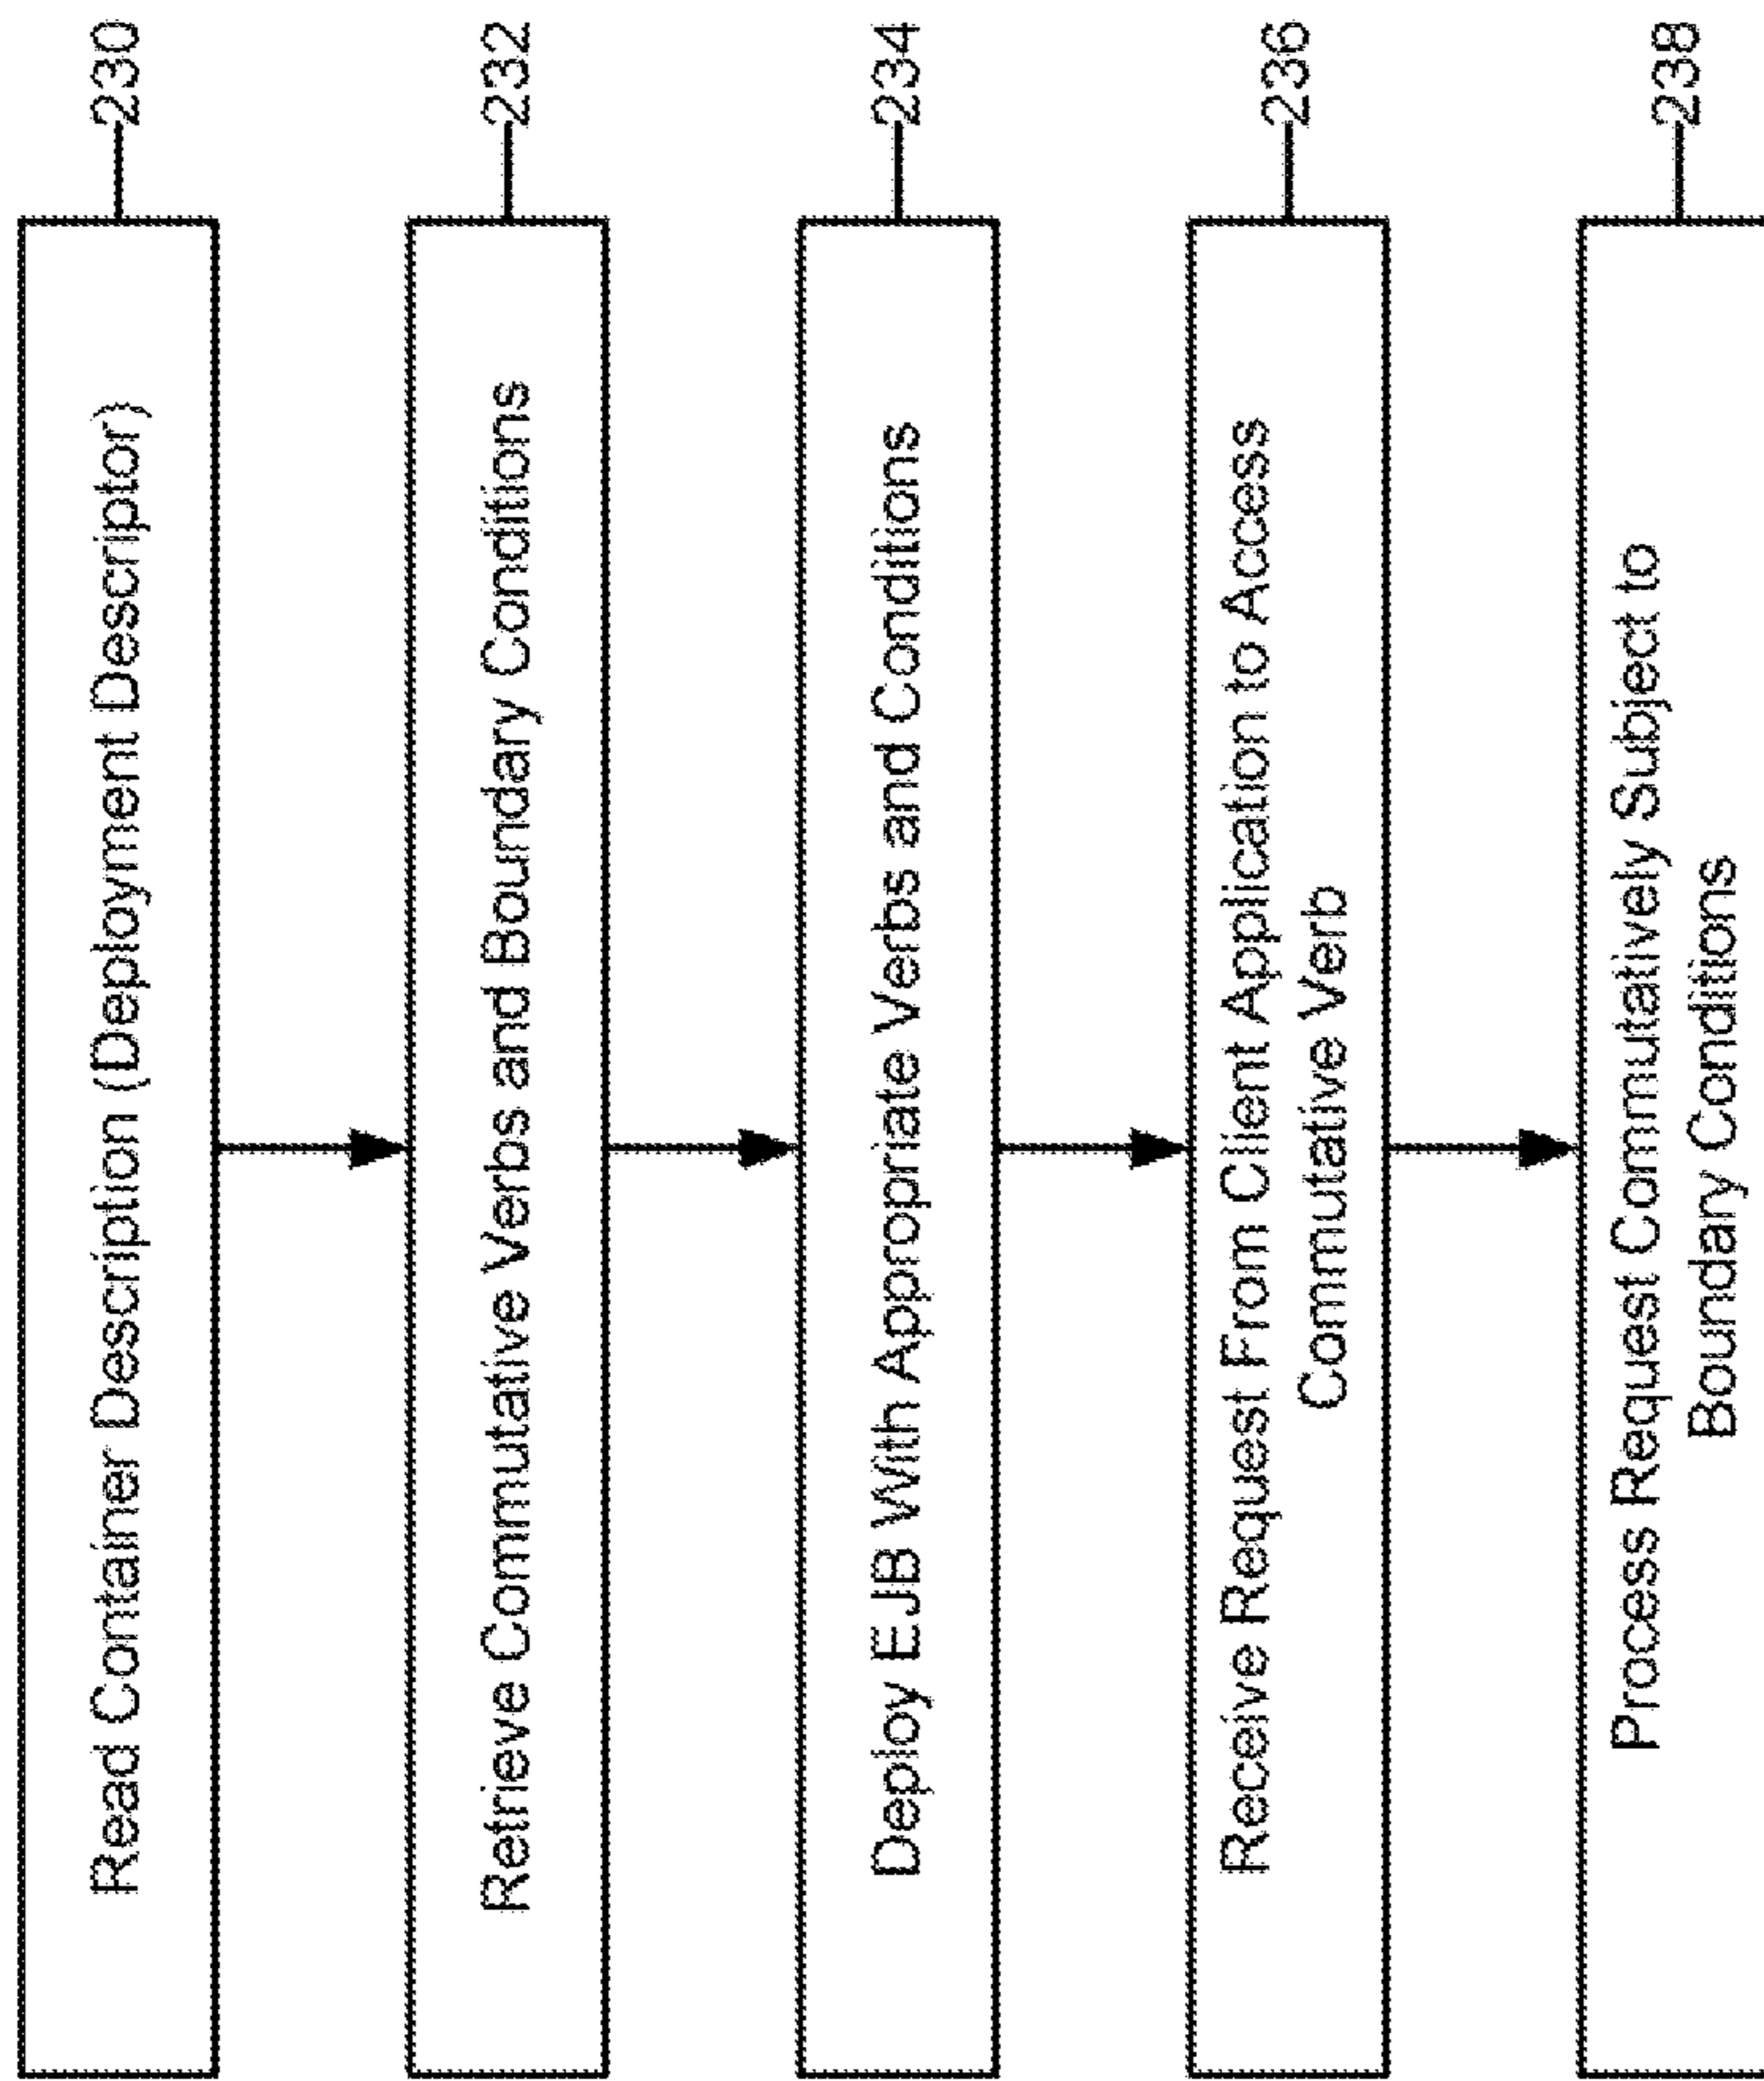 Read Container Description (Deployment Descriptor)
230
Retrieve Commutative Verbs and Boundary Conditions
232
Deploy EJB With Appropriate Verbs and Conditions
234
Receive Request From Client Application to Access
Commutative Verb
236
Process Request Commutatively Subject to
Boundary Conditions
238